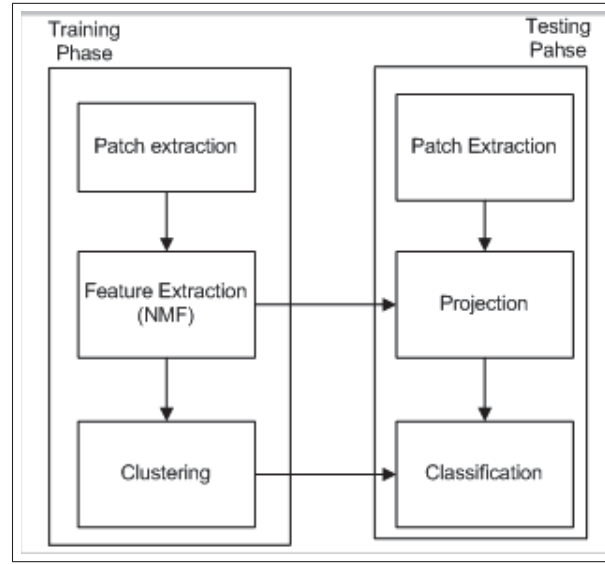 Training
Phase
Patch extraction
Feature Extraction
(NMF)
Clustering
Testing
Pahse
Patch Extraction
Projection
Classification